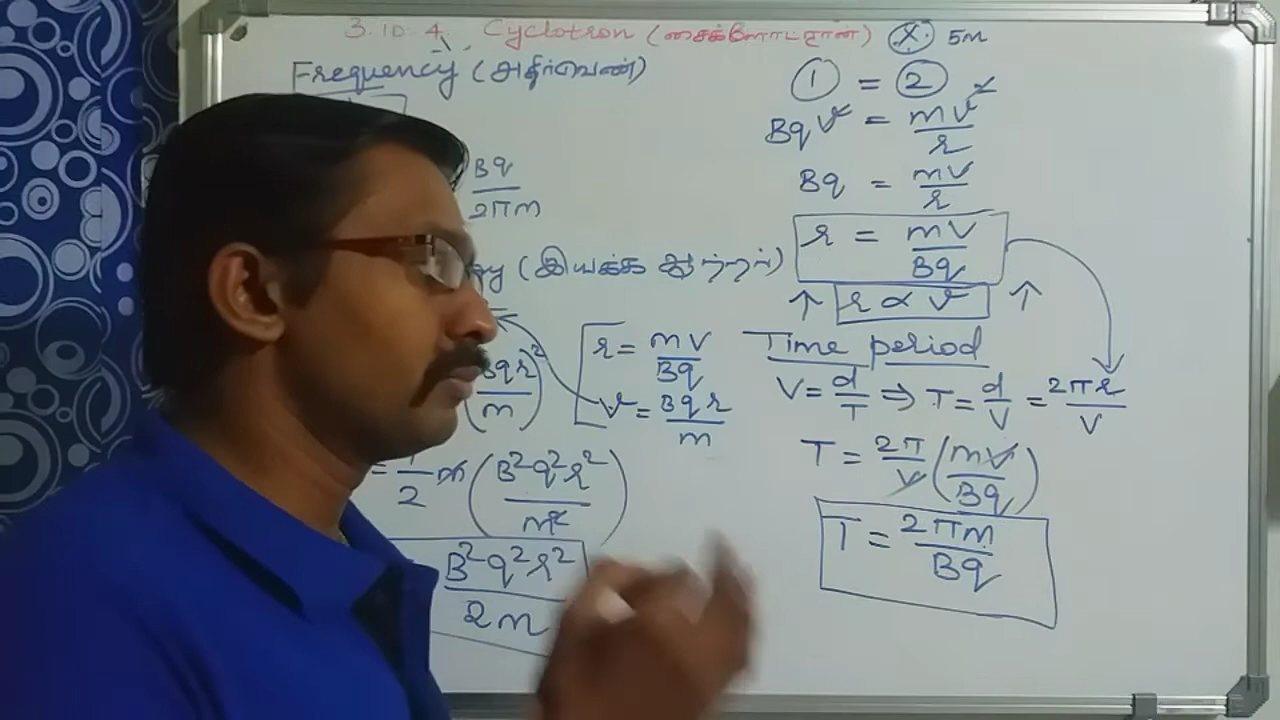 3.10.4. Cyclotron (சைக்ளோட்ரான்) (X) 5m
Frequency (அதிர்வெண்)
Bq/2πm
(இயக்க ஆற்றல்)
(Bqr/m)²
r = mv/Bq
v = Bqr/m
= 1/2 m (B²q²r²/m²)
B²q²r²/2m
① = ②
Bqv = mv²/r
Bq = mv/r
r = mv/Bq
↑ r ∝ v ↑
Time period
V = d/T ⇒ T = d/V = 2πr/V
T = 2π/v (mv/Bq)
T = 2πm/Bq